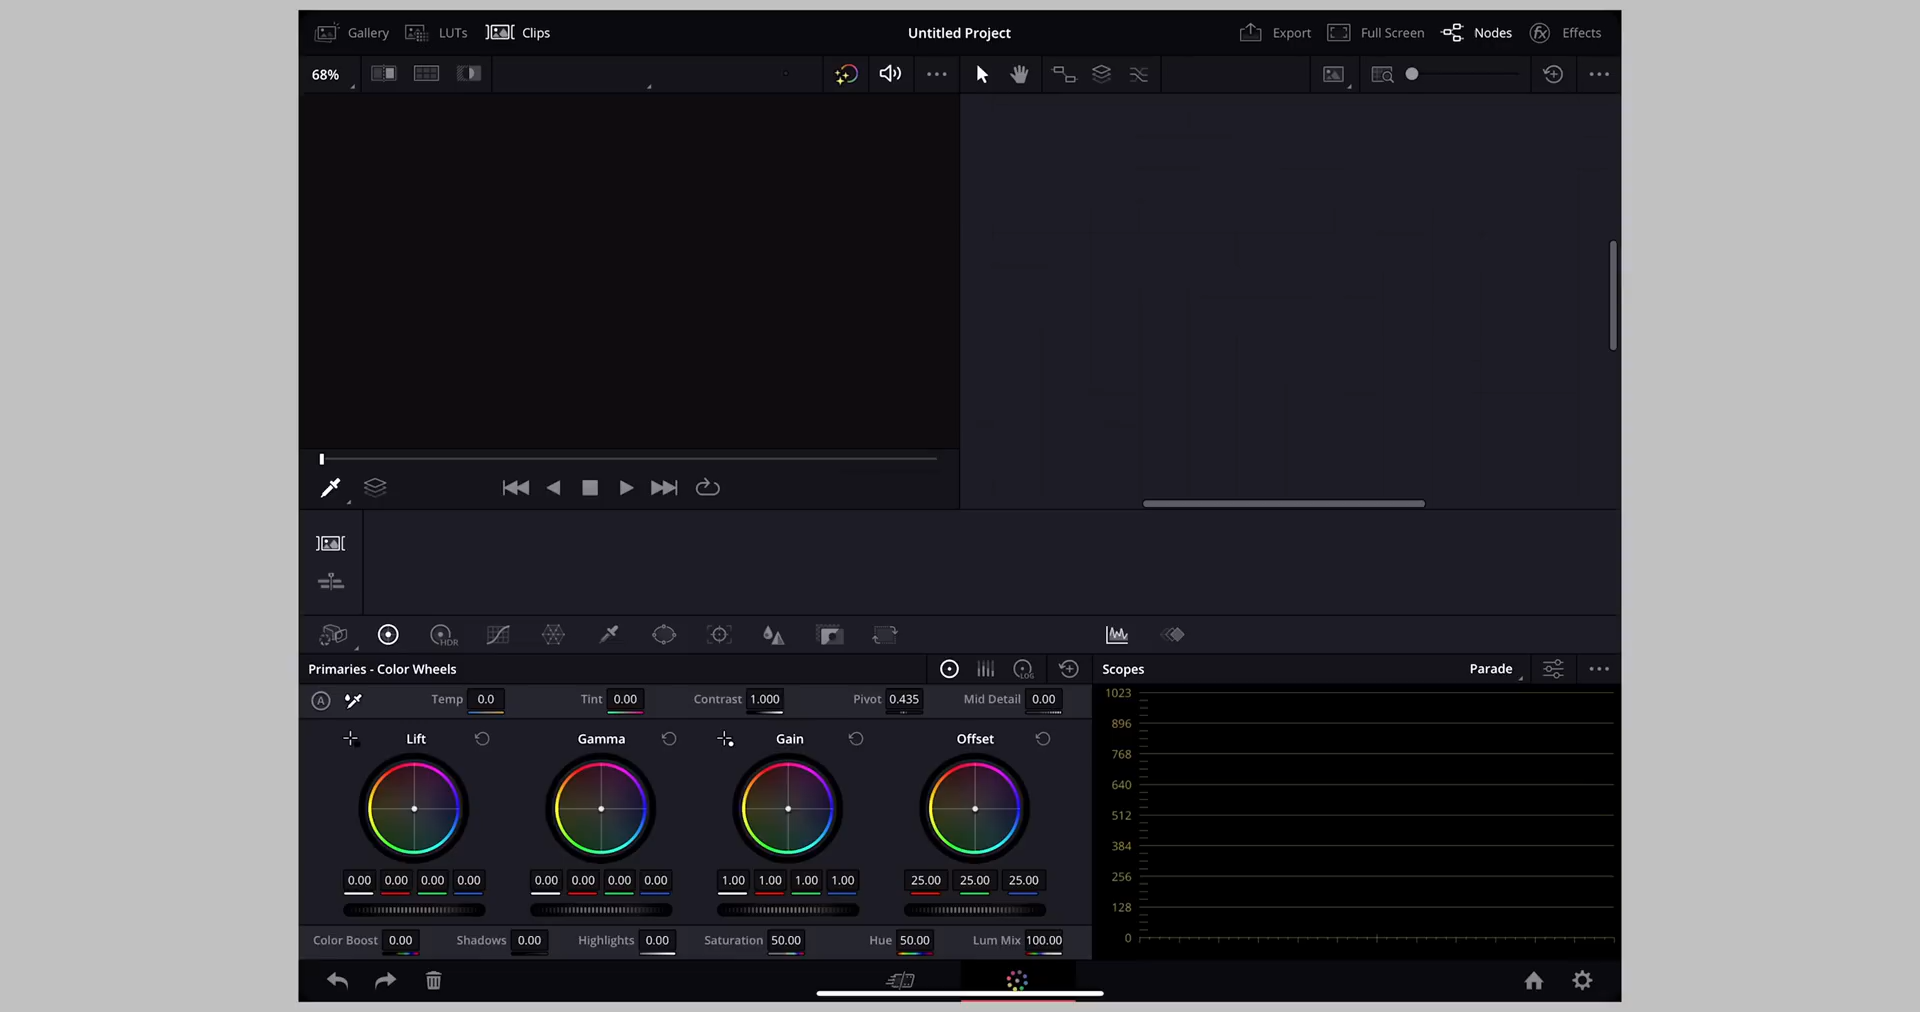 Gallery LUTs Clips Untitled Project Export Full Screen Nodes Effects
68%
HDR
Primaries - Color Wheels LOG Scopes Parade
A Temp 0.0 Tint 0.00 Contrast 1.000 Pivot 0.435 Mid Detail 0.00
Lift Gamma Gain Offset
0.00 0.00 0.00 0.00 0.00 0.00 0.00 0.00 1.00 1.00 1.00 1.00 25.00 25.00 25.00
Color Boost 0.00 Shadows 0.00 Highlights 0.00 Saturation 50.00 Hue 50.00 Lum Mix 100.00
1023
896
768
640
512
384
256
128
0